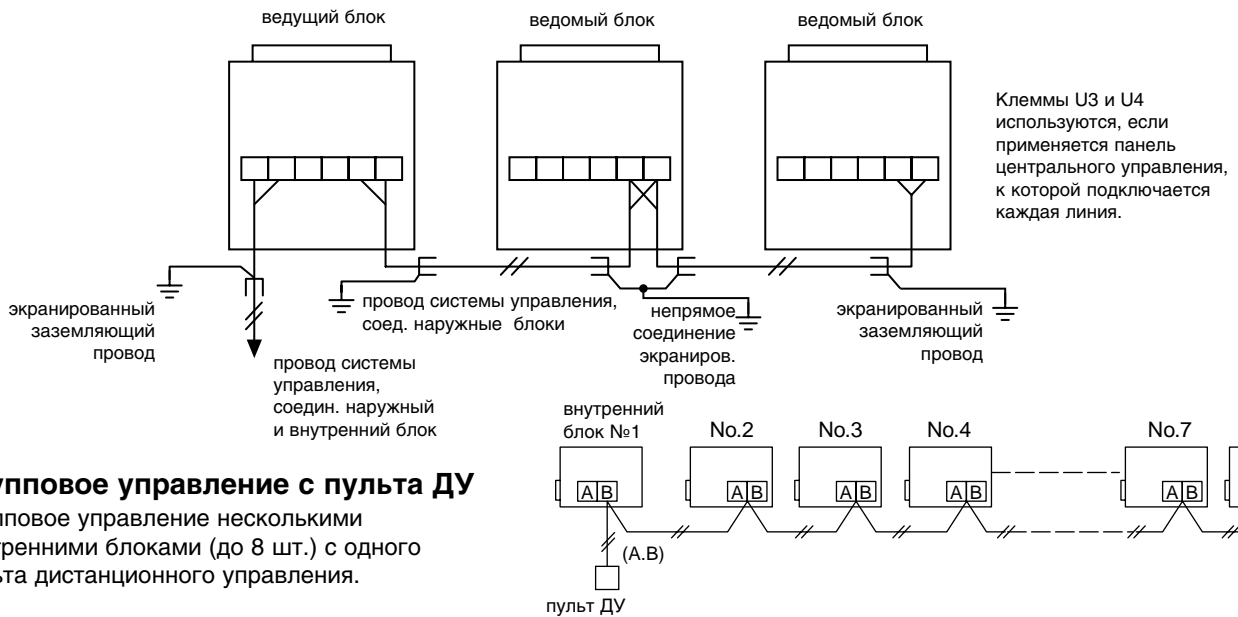 ведущий блок
ведомый блок
ведомый блок
Клеммы U3 и U4
используются, если
применяется панель
центрального управления,
к которой подключается
каждая линия.
экранированный
заземляющий
провод
провод системы управления,
соед. наружные блоки
непрямое
соединение
экраниров.
провода
экранированный
заземляющий
провод
провод системы
управления,
соедин. наружный
и внутренний блок
внутренний
блок №1
No.2
No.3
No.4
No.7
A B
A B
A B
A B
A B
(A.B)
пульт ДУ
упповое управление с пульта ДУ
пповое управление несколькими
тренними блоками (до 8 шт.) с одного
ьта дистанционного управления.